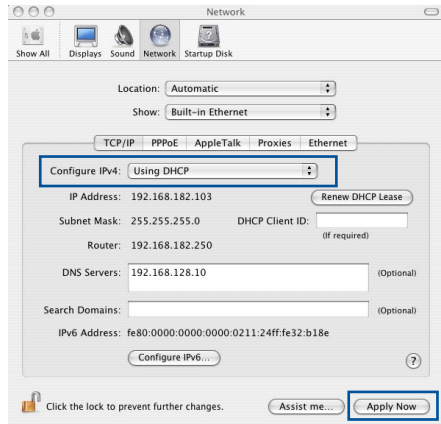 Network
Show All Displays Sound Network Startup Disk
Location: Automatic
Show: Built-in Ethernet
TCP/IP PPPoE AppleTalk Proxies Ethernet
Configure IPv4: Using DHCP
IP Address: 192.168.182.103 Renew DHCP Lease
Subnet Mask: 255.255.255.0 DHCP Client ID:
(If required)
Router: 192.168.182.250
DNS Servers: 192.168.128.10 (Optional)
Search Domains: (Optional)
IPv6 Address: fe80:0000:0000:0000:0211:24ff:fe32:b18e
Configure IPv6...
?
Click the lock to prevent further changes. Assist me... Apply Now